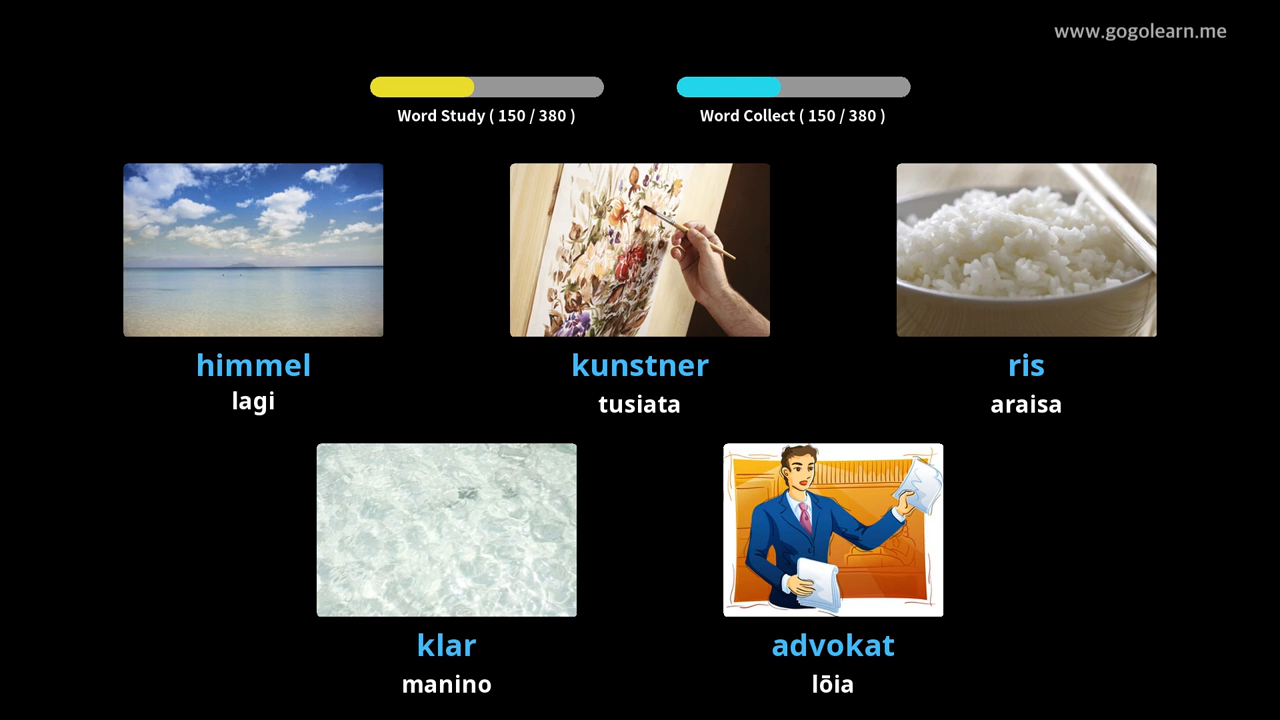 www.gogolearn.me
Word Study ( 150 / 380 )
Word Collect ( 150 / 380 )
himmel
lagi
kunstner
tusiata
ris
araisa
klar
manino
advokat
lōia